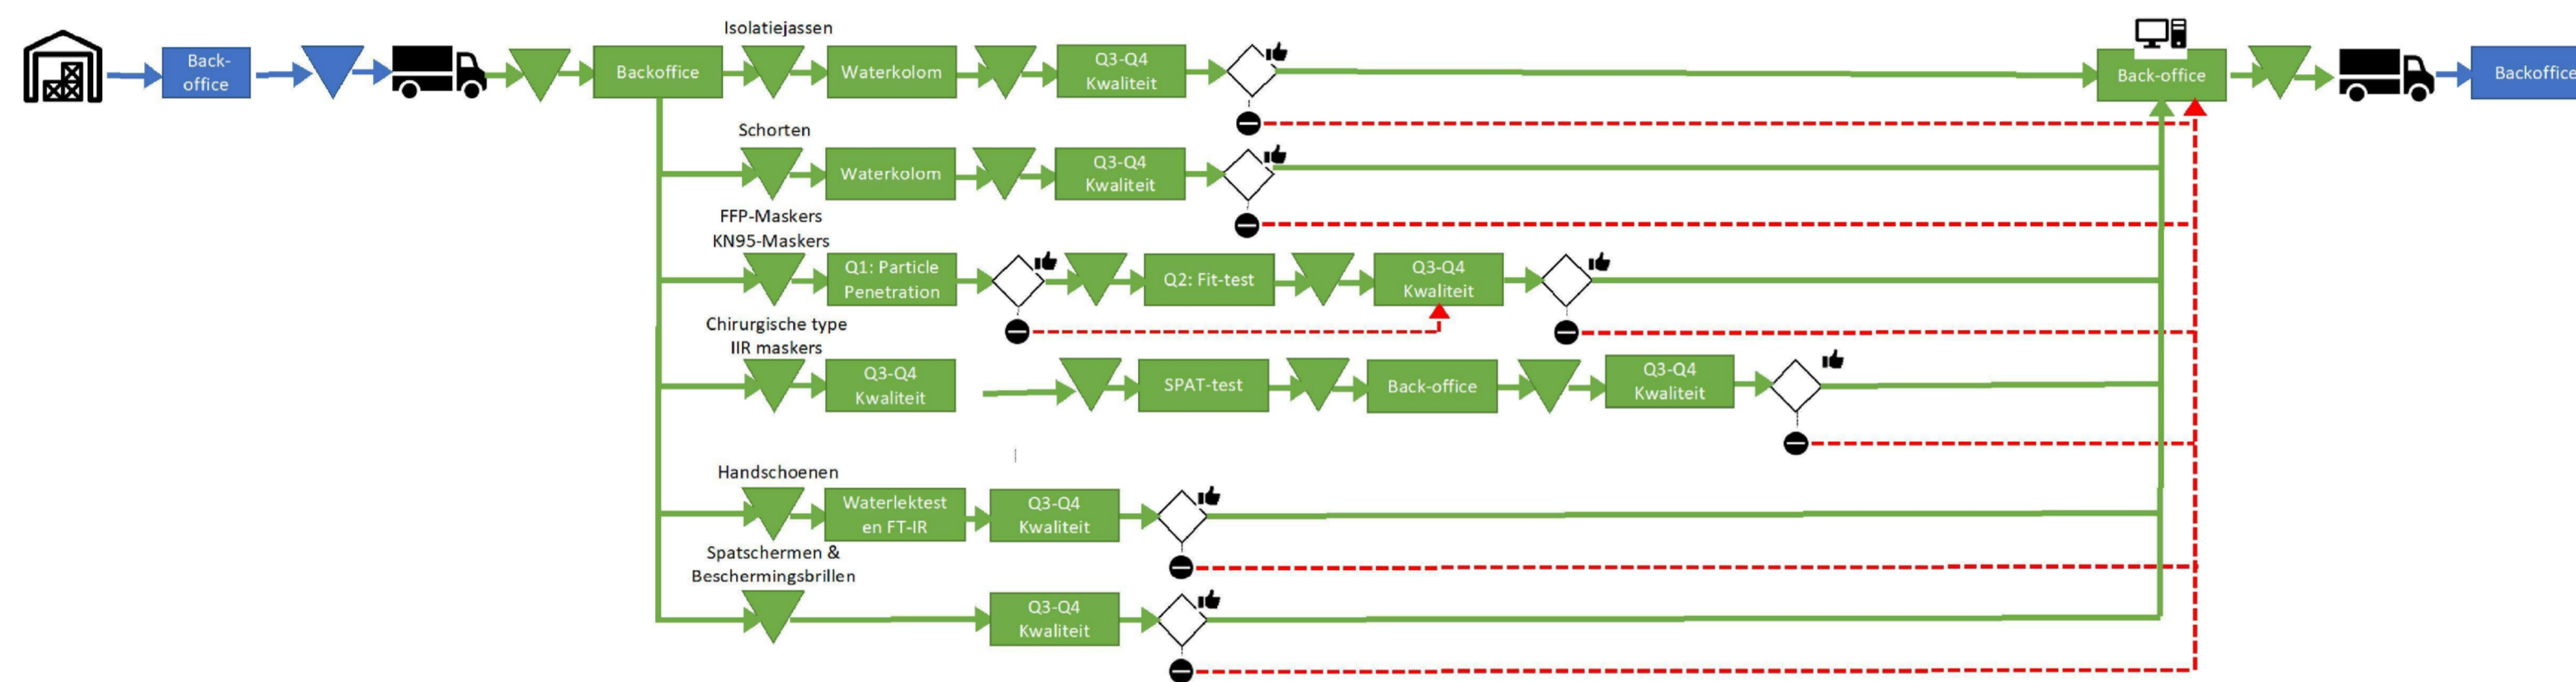 Back-
office
Backoffice
Isolatiejassen
Waterkolom
Q3-Q4
Kwaliteit
Back-office
Backoffice
Schorten
Waterkolom
Q3-Q4
Kwaliteit
FFP-Maskers
KN95-Maskers
Q1: Particle
Penetration
Q2: Fit-test
Q3-Q4
Kwaliteit
Chirurgische type
IIR maskers
Q3-Q4
Kwaliteit
SPAT-test
Back-office
Q3-Q4
Kwaliteit
Handschoenen
Waterlektest
en FT-IR
Q3-Q4
Kwaliteit
Spatschermen &
Beschermingsbrillen
Q3-Q4
Kwaliteit